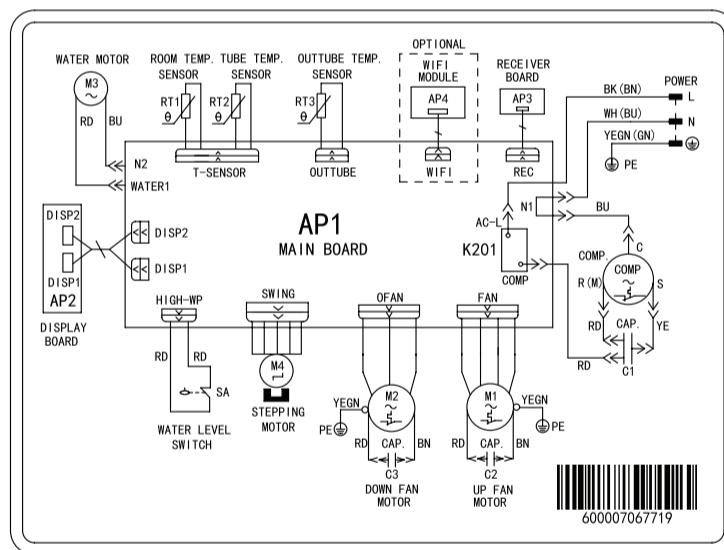 OPTIONAL
WATER MOTOR
ROOM TEMP. TUBE TEMP.
SENSOR SENSOR
OUTTUBE TEMP.
SENSOR
WIFI
MODULE
RECEIVER
BOARD
POWER
M3
RT1
θ
RT2
θ
RT3
θ
AP4
AP3
BK(BN)
L
WH(BU)
N
YEGN(GN)
PE
RD
BU
N2
WATER1
T-SENSOR
OUTTUBE
WIFI
REC
N1
BU
AC-L
AP1
MAIN BOARD
K201
COMP
DISP2
DISP1
AP2
DISPLAY
BOARD
DISP2
DISP1
C
COMP.
COMP
R(M)
S
RD
CAP.
YE
C1
RD
HIGH-WP
SWING
OFAN
FAN
RD
RD
SA
WATER LEVEL
SWITCH
M4
STEPPING
MOTOR
YEGN
PE
M2
RD
CAP.
BN
C3
DOWN FAN
MOTOR
M1
YEGN
PE
RD
CAP.
BN
C2
UP FAN
MOTOR
600007067719